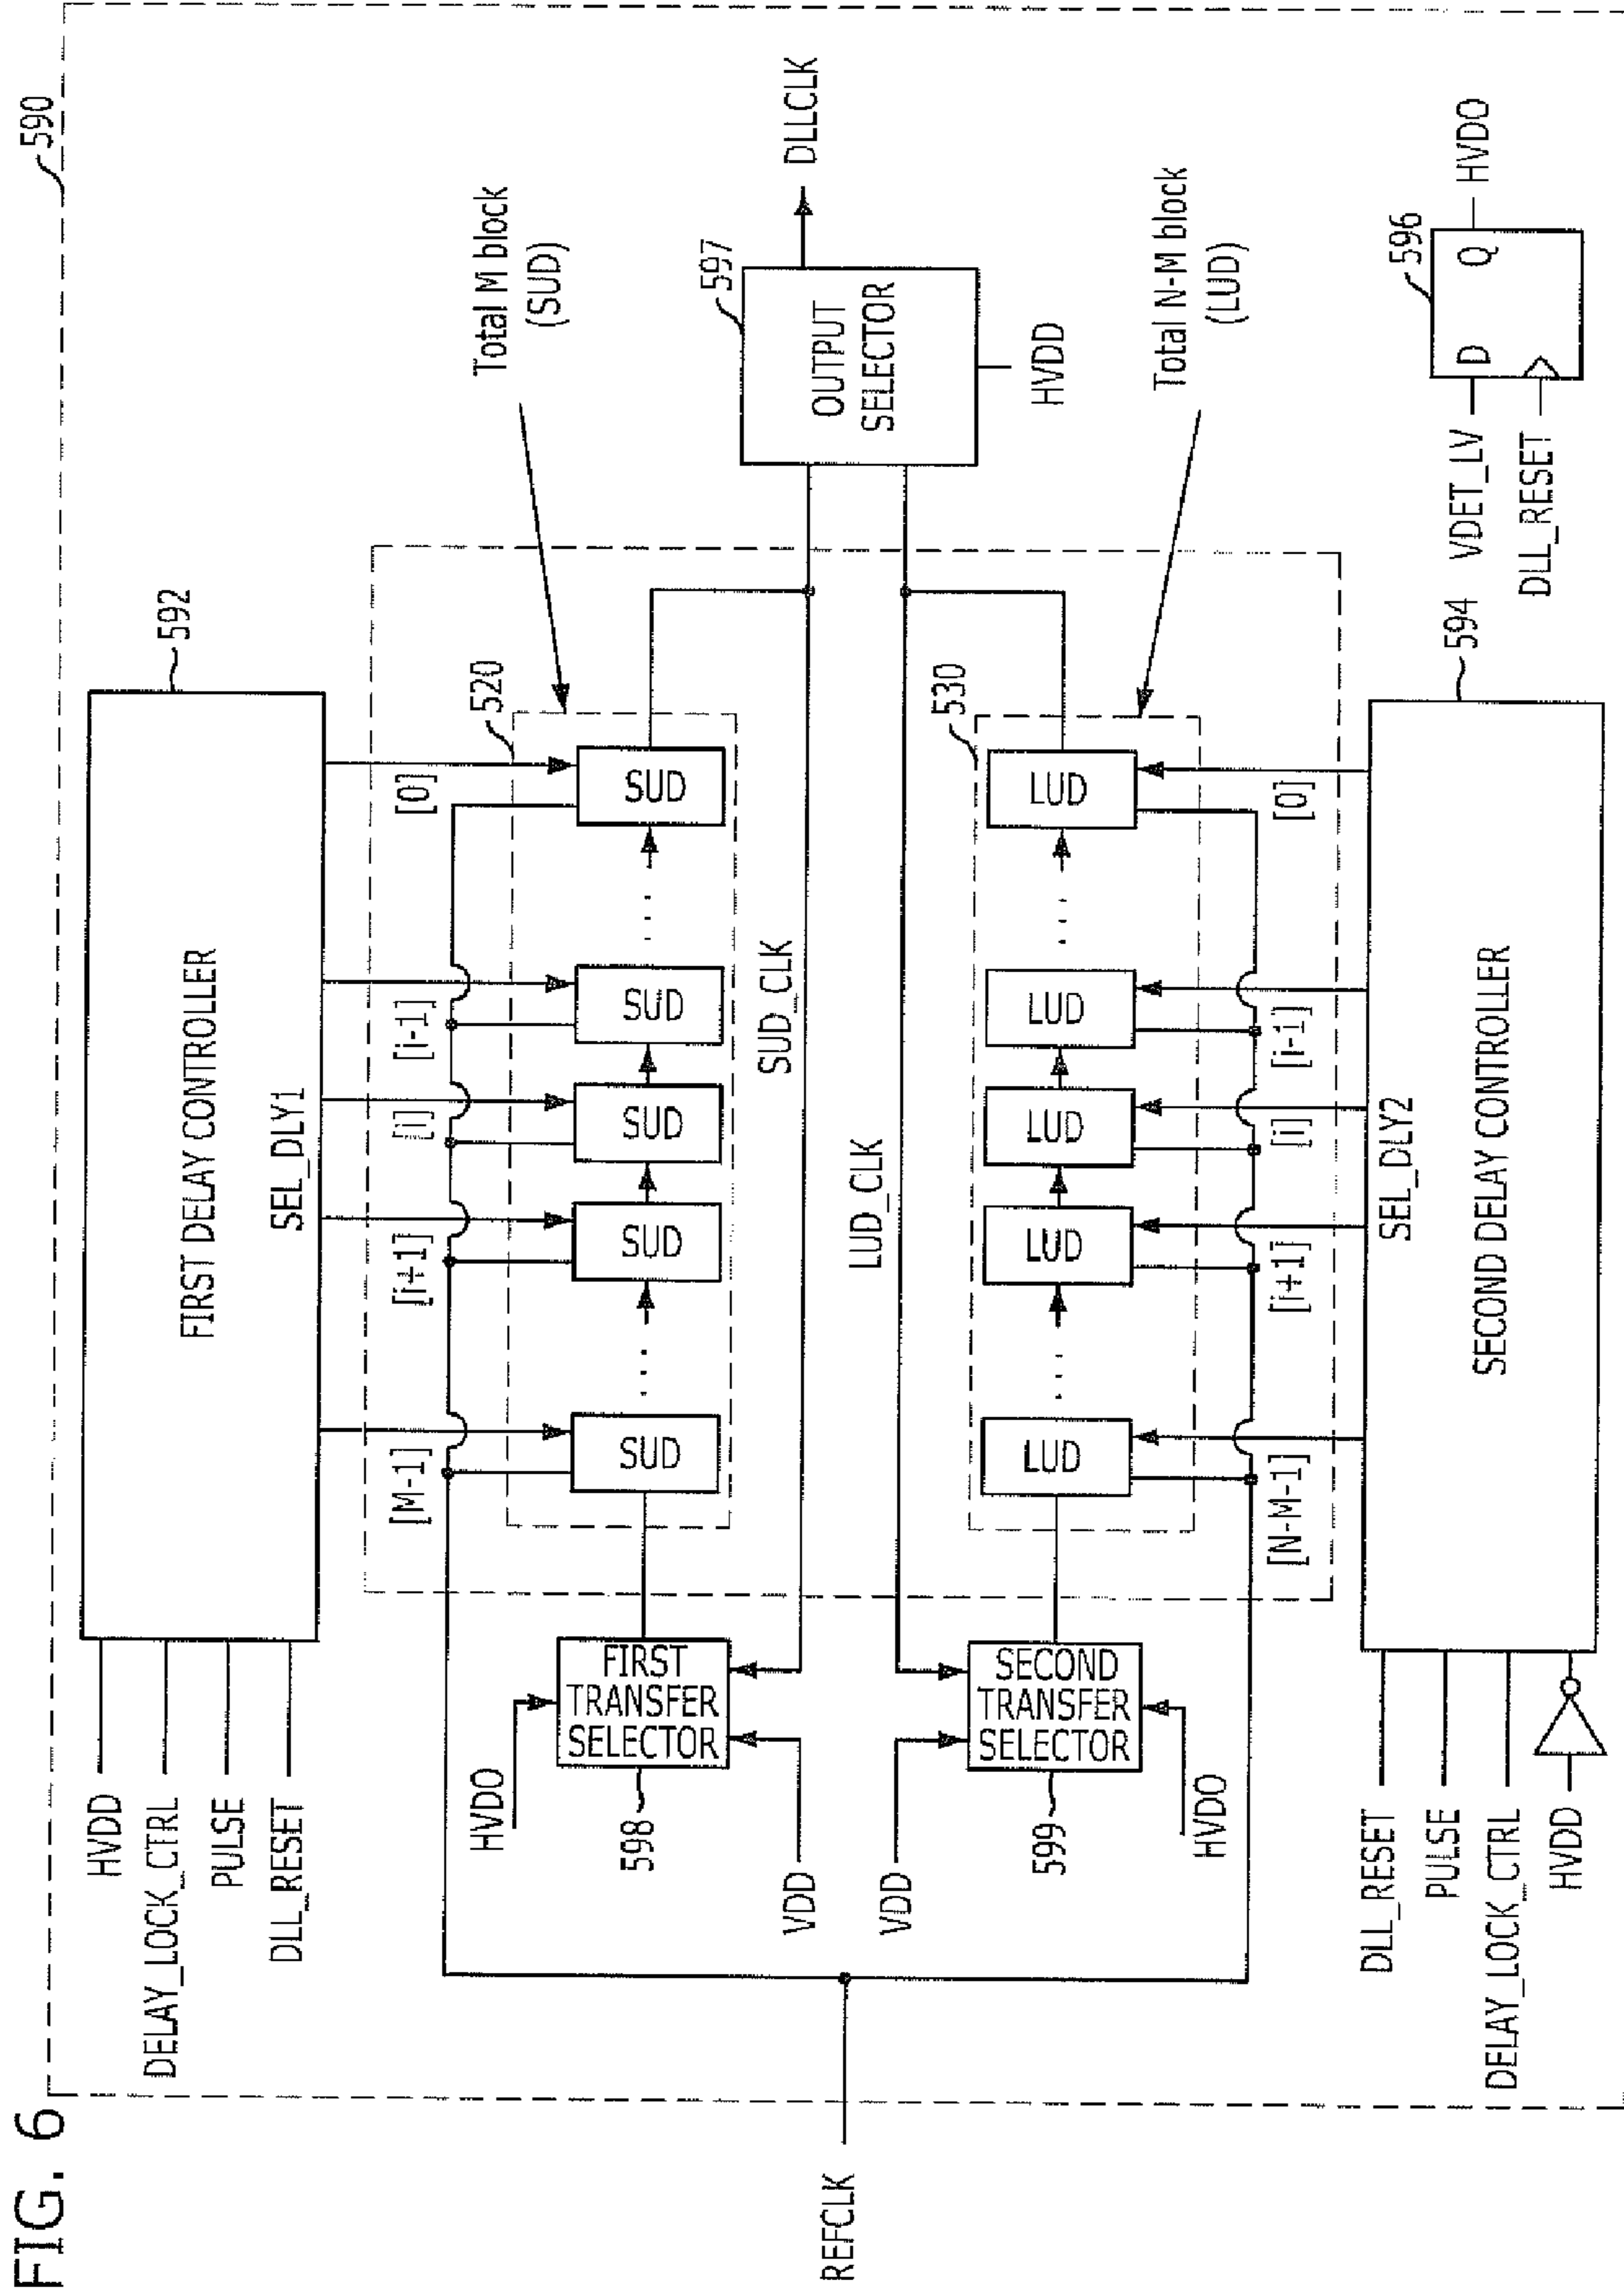 FIG. 6
590
HVDD
DELAY_LOCK_CTRL
PULSE
DLL_RESET
FIRST DELAY CONTROLLER
592
SEL_DLY1
[M-1]
[i+1]
[i]
[i-1]
[0]
520
Total M block
(SUD)
SUD
...
SUD
SUD
SUD
...
SUD
HVDO
FIRST
TRANSFER
SELECTOR
598
VDD
SUD_CLK
REFCLK
OUTPUT
SELECTOR
597
DLLCLK
HVDD
LUD_CLK
VDD
SECOND
TRANSFER
SELECTOR
599
HVDO
530
Total N-M block
(LUD)
LUD
...
LUD
LUD
LUD
...
LUD
[N-M-1]
[i+1]
[i]
[i-1]
[0]
SEL_DLY2
DLL_RESET
PULSE
DELAY_LOCK_CTRL
HVDD
SECOND DELAY CONTROLLER
594
VDET_LV
DLL_RESET
D
Q
596
HVDO